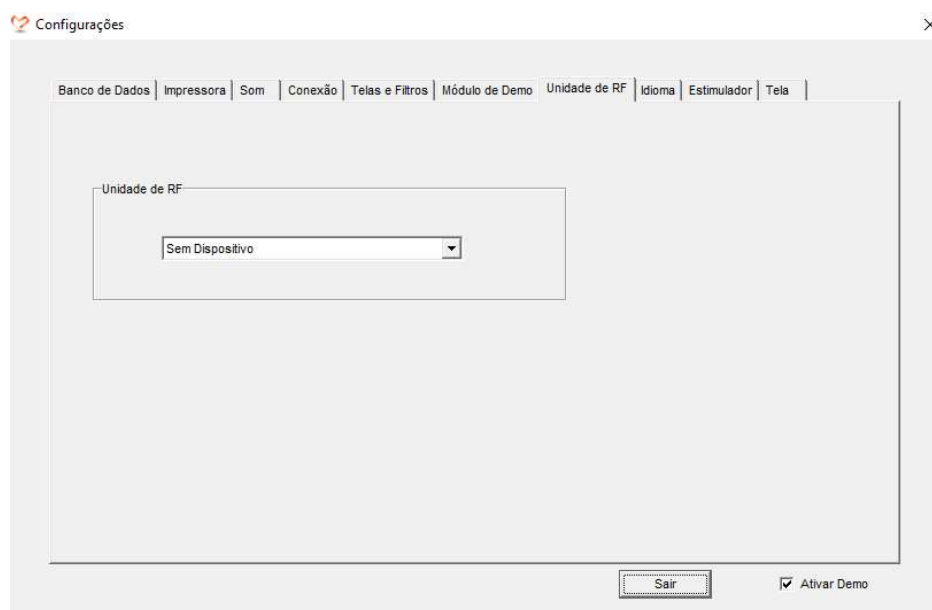 Configurações
Banco de Dados Impressora Som Conexão Telas e Filtros Módulo de Demo Unidade de RF Idioma Estimulador Tela
Unidade de RF
Sem Dispositivo
Sair Ativar Demo